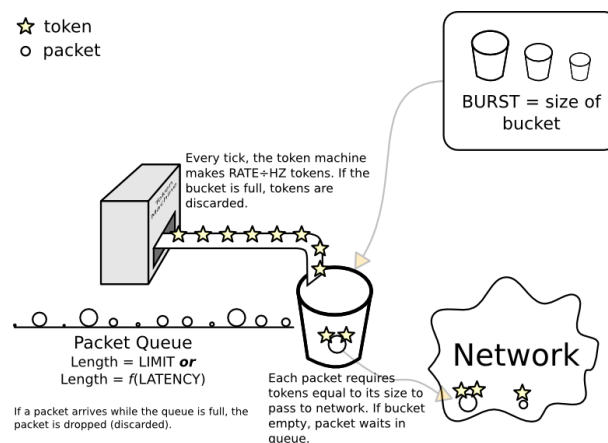 token
packet
BURST = size of
bucket
Every tick, the token machine
makes RATE÷HZ tokens. If the
bucket is full, tokens are
discarded.
Token
Machine
Packet Queue
Length = LIMIT or
Length = f(LATENCY)
If a packet arrives while the queue is full, the
packet is dropped (discarded).
Each packet requires
tokens equal to its size to
pass to network. If bucket
empty, packet waits in
queue.
Network